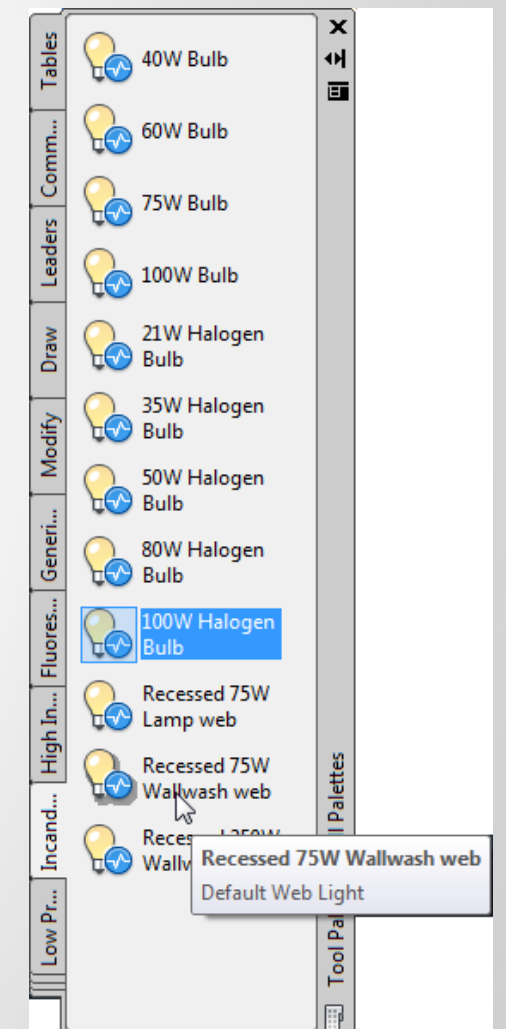 Tables
Comm...
Leaders
Draw
Modify
Generi...
Fluores...
High In...
Incand...
Low Pr...
40W Bulb
60W Bulb
75W Bulb
100W Bulb
21W Halogen
Bulb
35W Halogen
Bulb
50W Halogen
Bulb
80W Halogen
Bulb
100W Halogen
Bulb
Recessed 75W
Lamp web
Recessed 75W
Wallwash web
Recessed 75W Wallwash web
Default Web Light
Palettes
Tool